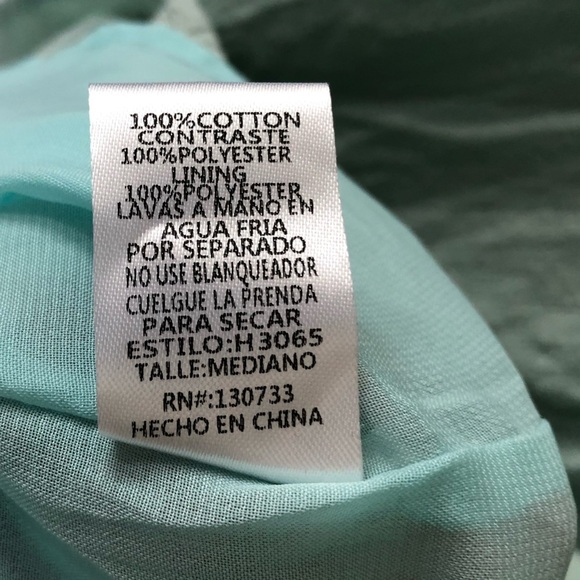 100%COTTON
CONTRASTE
100%POLYESTER
LINING
100%POLYESTER
LAVAS A MANO EN
AGUA FRIA
POR SEPARADO
NO USE BLANQUEADOR
CUELGUE LA PRENDA
PARA SECAR
ESTILO:H3065
TALLE:MEDIANO
RN#:130733
HECHO EN CHINA